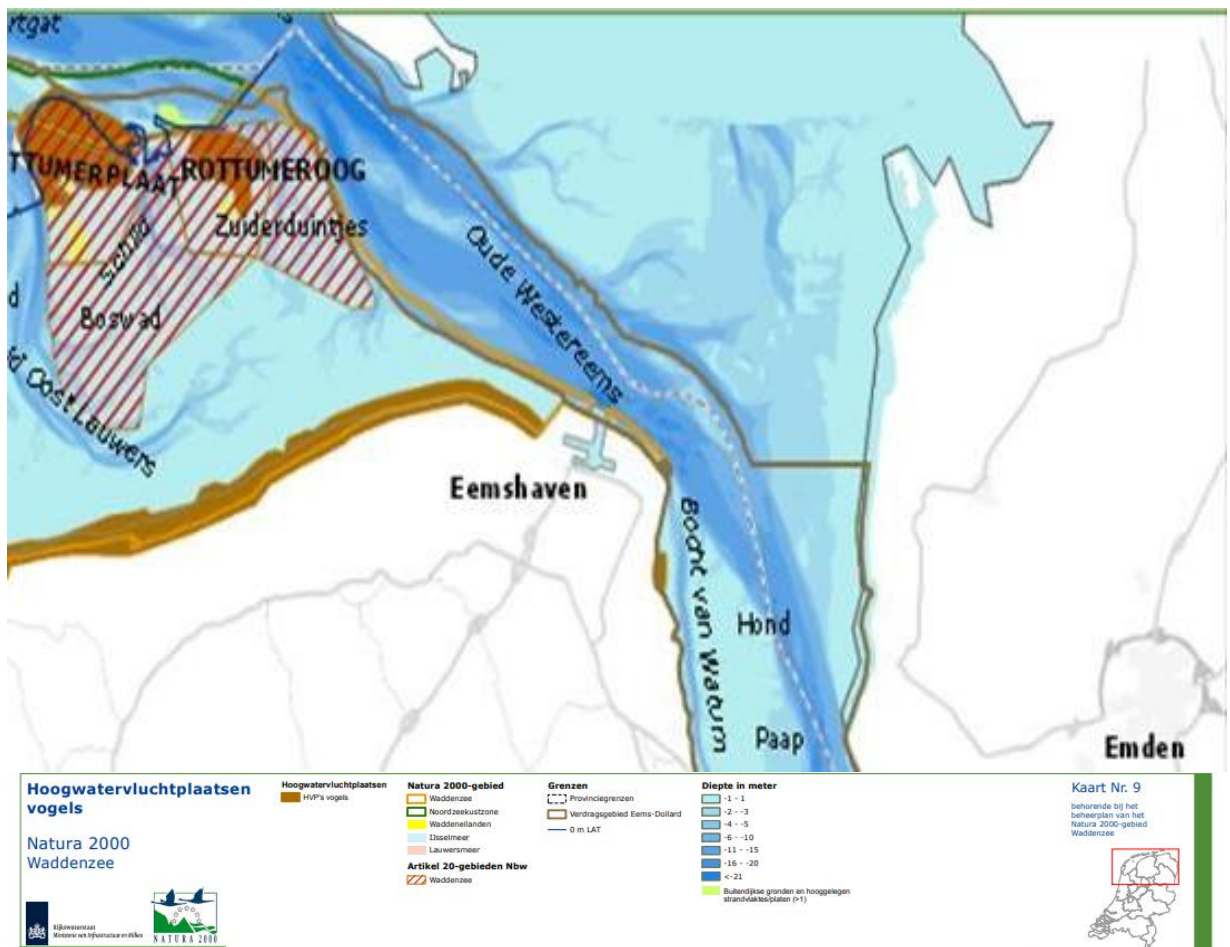 rtgat
TTUMERPLAAT
ROTTUMEROOG
Zuiderduintjes
Schild
Boswad
d
Oost Lauwers
Oude Westereems
Eemshaven
Bocht van Watum
Hond
Paap
Emden
Hoogwatervluchtplaatsen
vogels
Natura 2000
Waddenzee
Rijkswaterstaat
Ministerie van Infrastructuur en Milieu
NATURA 2000
Hoogwatervluchtplaatsen
HVP's vogels
Natura 2000-gebied
Waddenzee
Noordzeekustzone
Waddeneilanden
IJsselmeer
Lauwersmeer
Artikel 20-gebieden Nbw
Waddenzee
Grenzen
Provinciegrenzen
Verdragsgebied Eems-Dollard
0 m LAT
Diepte in meter
-1 - 1
-2 - -3
-4 - -5
-6 - -10
-11 - -15
-16 - -20
<-21
Buitendijkse gronden en hooggelegen
strandvlaktes/platen (>1)
Kaart Nr. 9
behorende bij het
beheerplan van het
Natura 2000-gebied
Waddenzee